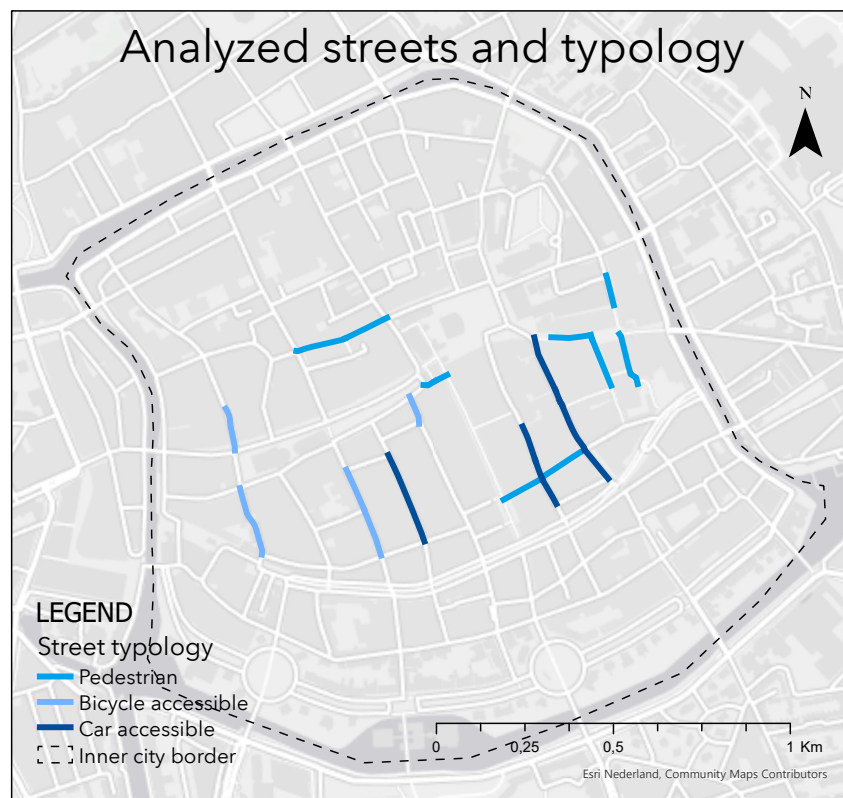 Analyzed streets and typology
N
LEGEND
Street typology
Pedestrian
Bicycle accessible
Car accessible
Inner city border
0 0,25 0,5 1 Km
Esri Nederland, Community Maps Contributors